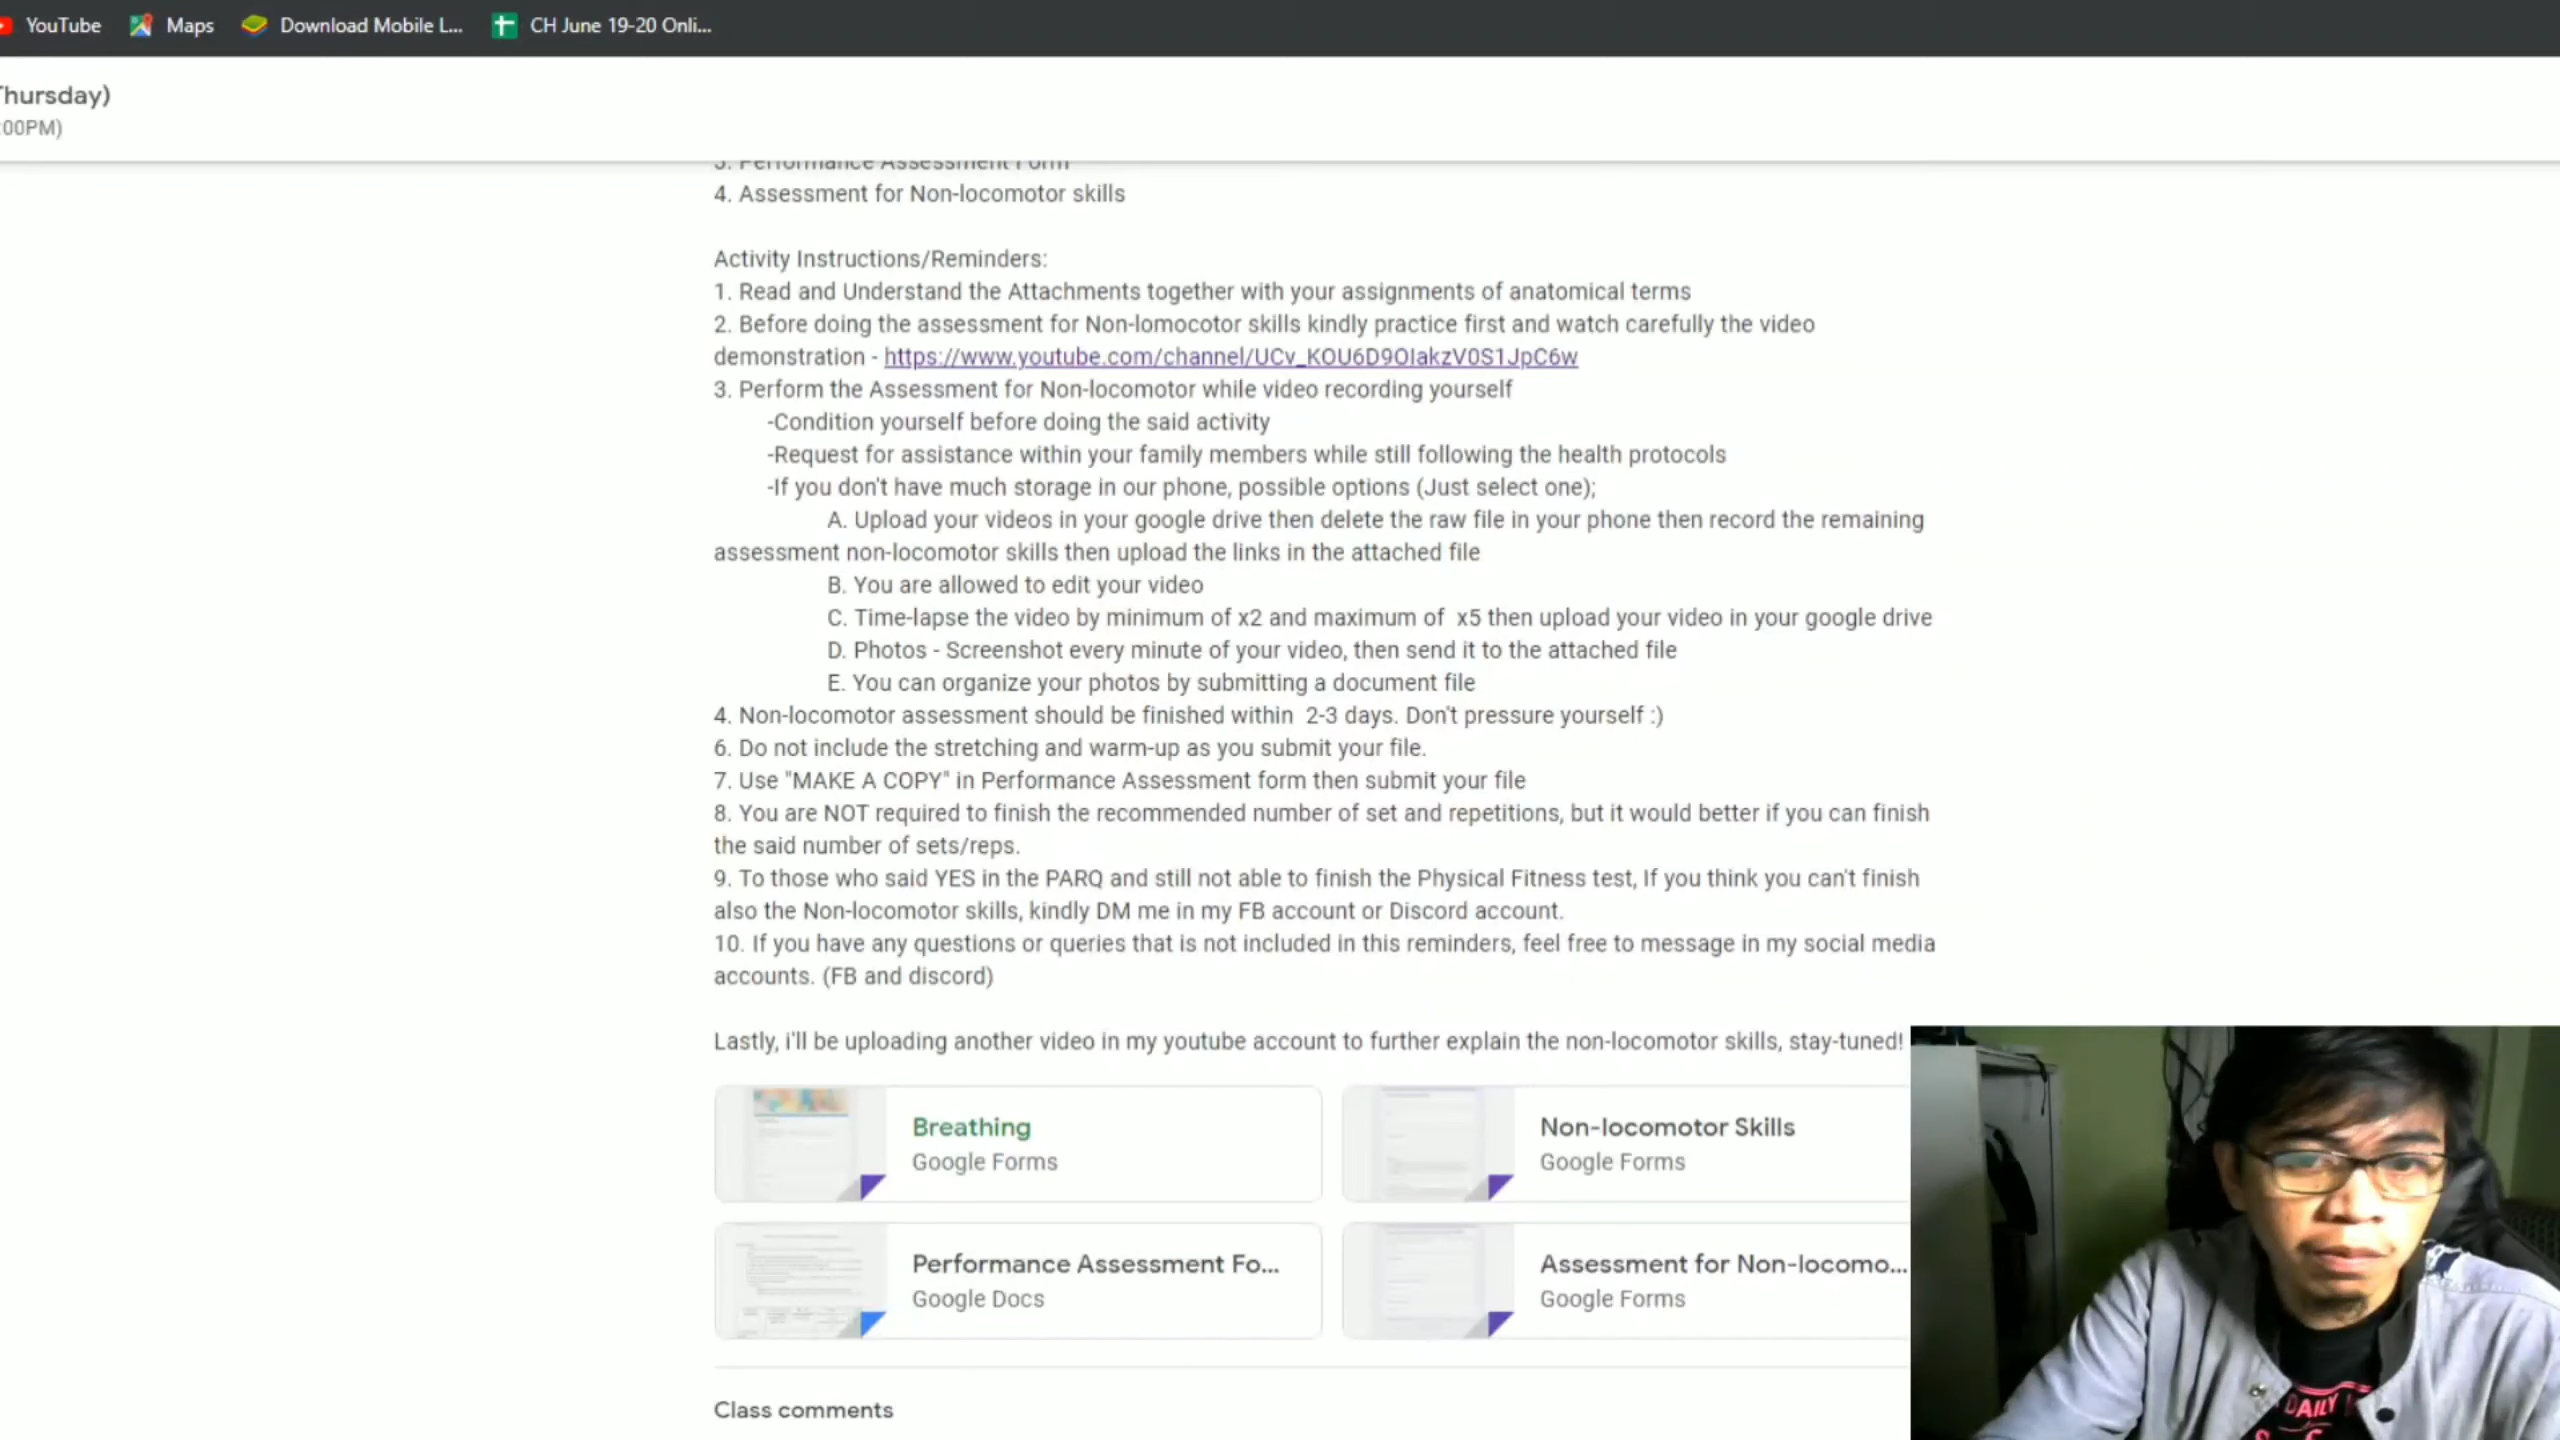 YouTube Maps Download Mobile L... CH June 19-20 Onli...
Thursday)
:00PM)
3. Performance Assessment Form
4. Assessment for Non-locomotor skills
Activity Instructions/Reminders:
1. Read and Understand the Attachments together with your assignments of anatomical terms
2. Before doing the assessment for Non-lomocotor skills kindly practice first and watch carefully the video
demonstration - https://www.youtube.com/channel/UCv_KOU6D9OIakzV0S1JpC6w
3. Perform the Assessment for Non-locomotor while video recording yourself
-Condition yourself before doing the said activity
-Request for assistance within your family members while still following the health protocols
-If you don't have much storage in our phone, possible options (Just select one);
A. Upload your videos in your google drive then delete the raw file in your phone then record the remaining
assessment non-locomotor skills then upload the links in the attached file
B. You are allowed to edit your video
C. Time-lapse the video by minimum of x2 and maximum of x5 then upload your video in your google drive
D. Photos - Screenshot every minute of your video, then send it to the attached file
E. You can organize your photos by submitting a document file
4. Non-locomotor assessment should be finished within 2-3 days. Don't pressure yourself :)
6. Do not include the stretching and warm-up as you submit your file.
7. Use "MAKE A COPY" in Performance Assessment form then submit your file
8. You are NOT required to finish the recommended number of set and repetitions, but it would better if you can finish
the said number of sets/reps.
9. To those who said YES in the PARQ and still not able to finish the Physical Fitness test, If you think you can't finish
also the Non-locomotor skills, kindly DM me in my FB account or Discord account.
10. If you have any questions or queries that is not included in this reminders, feel free to message in my social media
accounts. (FB and discord)
Lastly, i'll be uploading another video in my youtube account to further explain the non-locomotor skills, stay-tuned!
Breathing
Google Forms
Non-locomotor Skills
Google Forms
Performance Assessment Fo...
Google Docs
Assessment for Non-locomo...
Google Forms
Class comments
DAILY